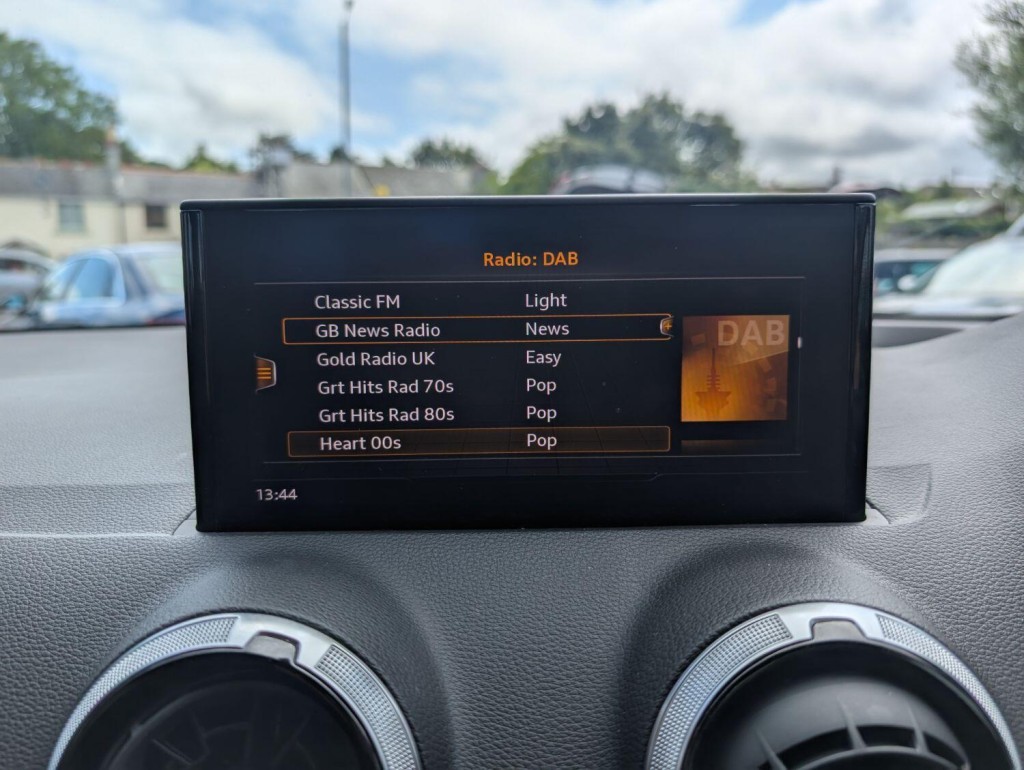 Radio: DAB
Classic FM Light
GB News Radio News
Gold Radio UK Easy
Grt Hits Rad 70s Pop
Grt Hits Rad 80s Pop
Heart 00s Pop
DAB
13:44